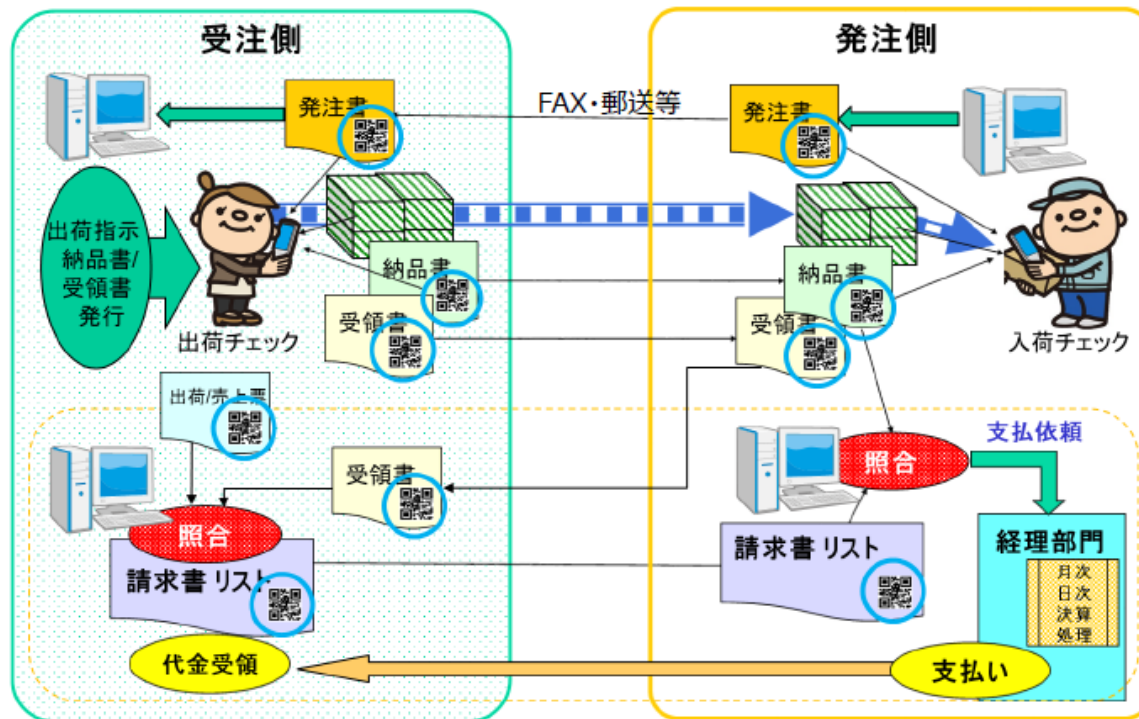 受注側
発注側
発注書
FAX・郵送等
発注書
出荷指示
納品書/
受領書
発行
納品書
納品書
受領書
受領書
出荷チェック
入荷チェック
出荷/売上票
支払依頼
受領書
照合
照合
請求書 リスト
請求書 リスト
経理部門
月次
日次
決算
処理
代金受領
支払い